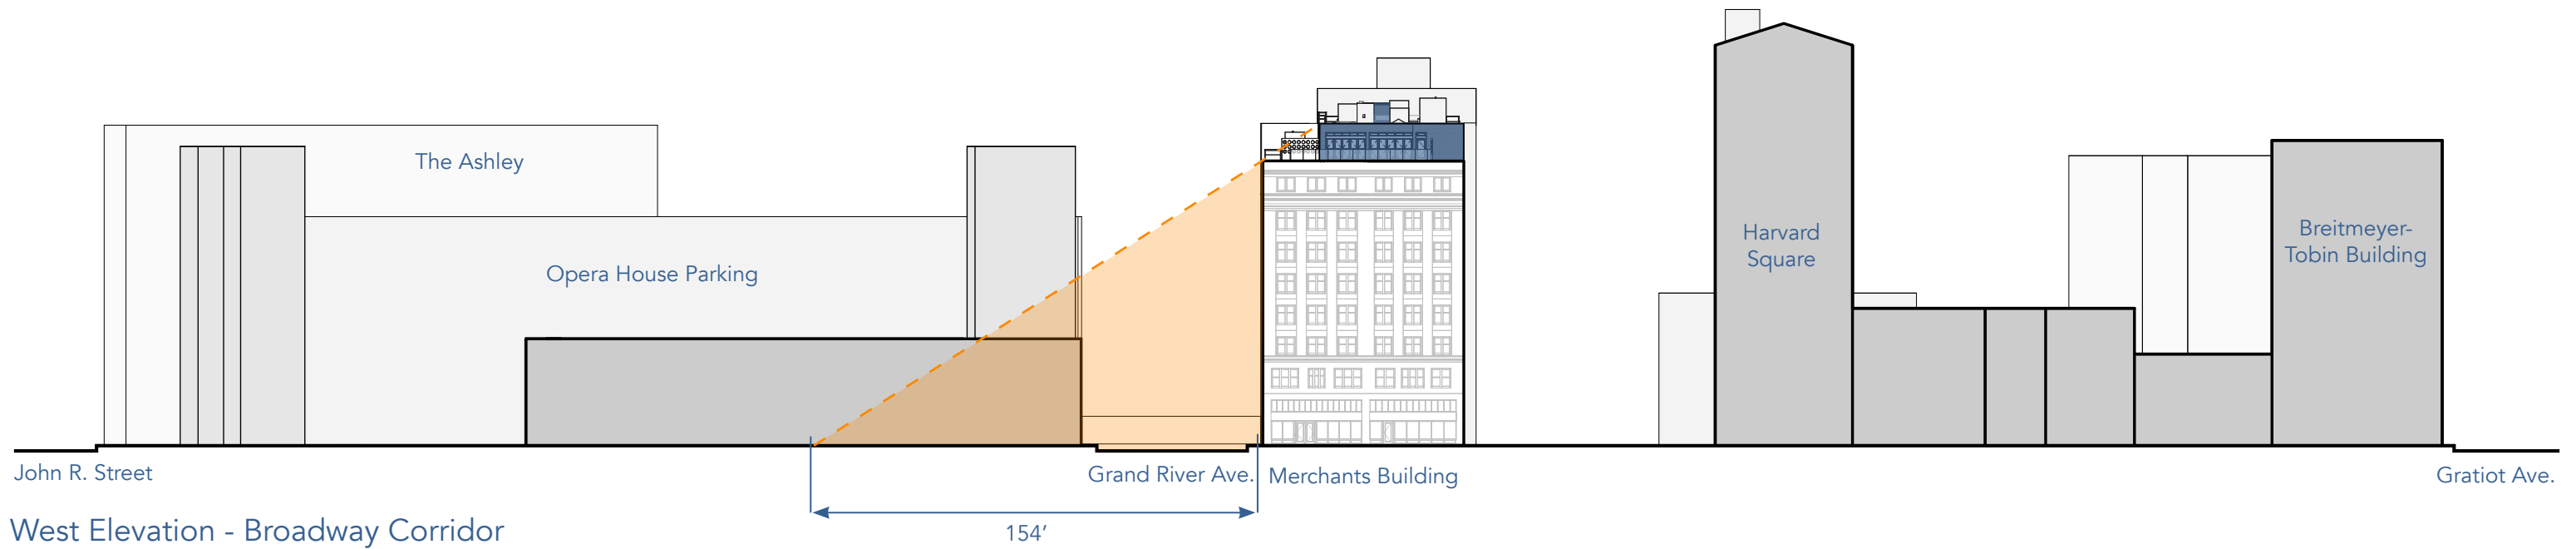 The Ashley
Opera House Parking
Harvard
Square
Breitmeyer-
Tobin Building
John R. Street
Grand River Ave.
Merchants Building
Gratiot Ave.
154’
West Elevation - Broadway Corridor